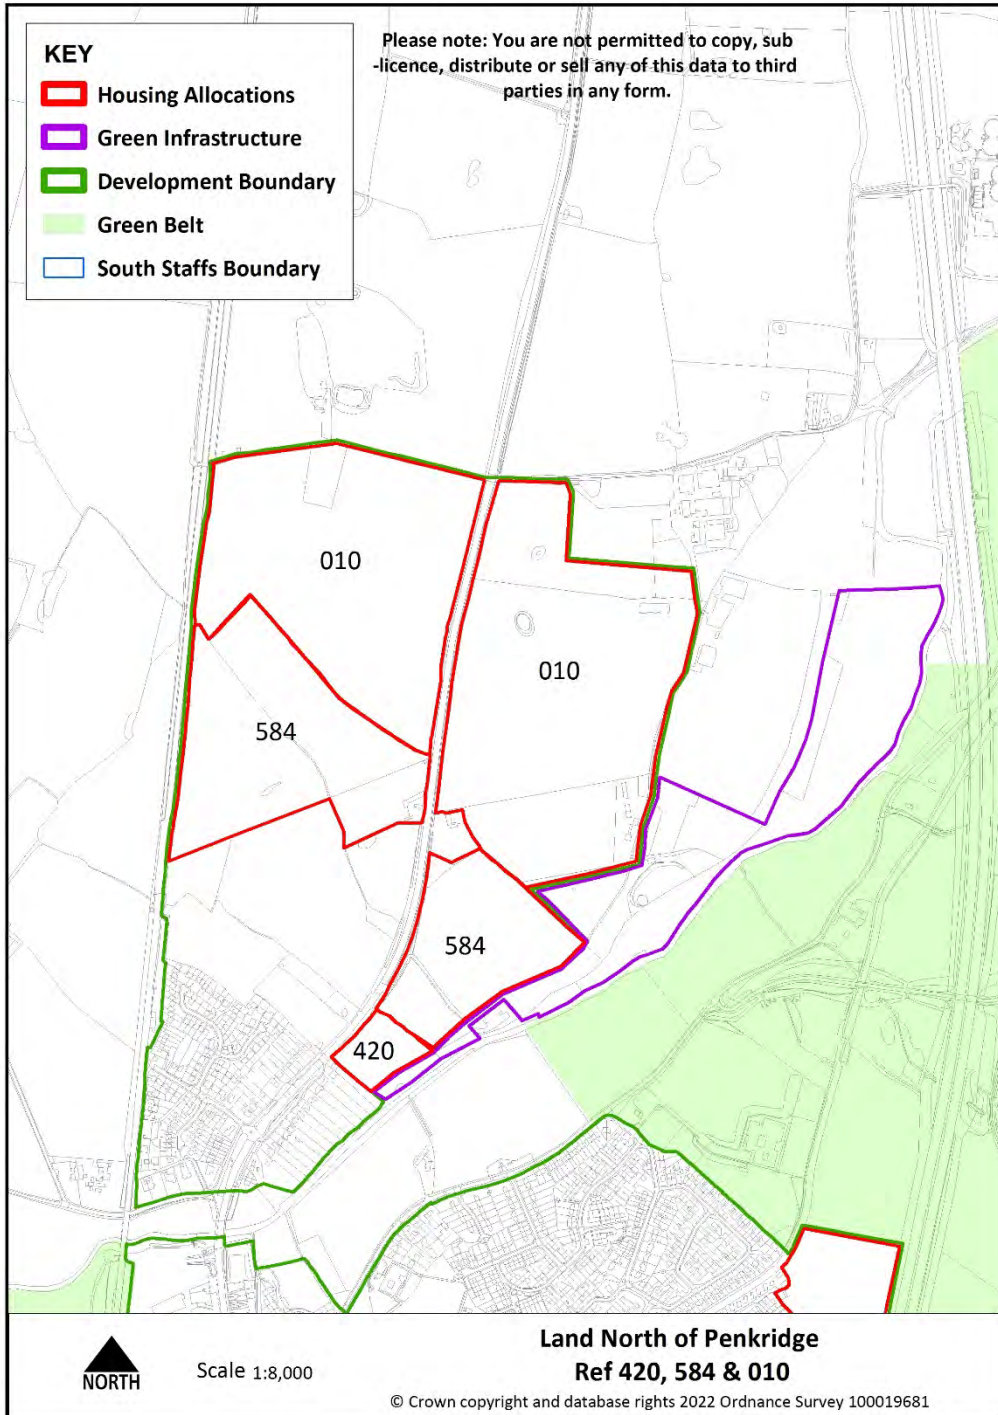 KEY
Housing Allocations
Green Infrastructure
Development Boundary
Green Belt
South Staffs Boundary
Please note: You are not permitted to copy, sub
-licence, distribute or sell any of this data to third
parties in any form.
010
010
584
584
420
NORTH
Scale 1:8,000
Land North of Penkridge
Ref 420, 584 & 010
© Crown copyright and database rights 2022 Ordnance Survey 100019681